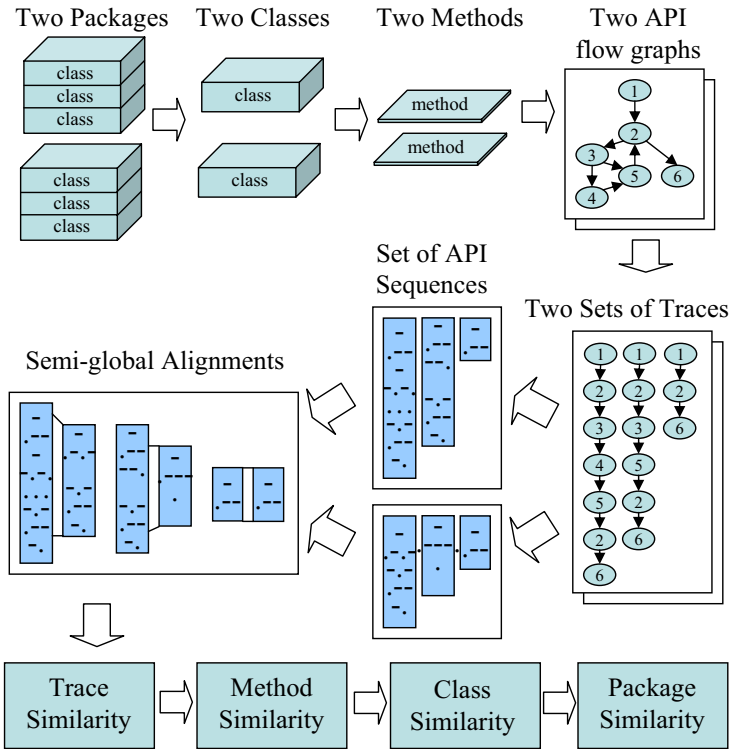 Two Packages
Two Classes
Two Methods
Two API
flow graphs
class
class
class
class
class
class
class
class
method
method
1
2
3
5
6
4
Set of API
Sequences
Two Sets of Traces
Semi-global Alignments
1 1 1
2 2 2
3 3 6
4 5
5 2
2 6
6
Trace
Similarity
Method
Similarity
Class
Similarity
Package
Similarity